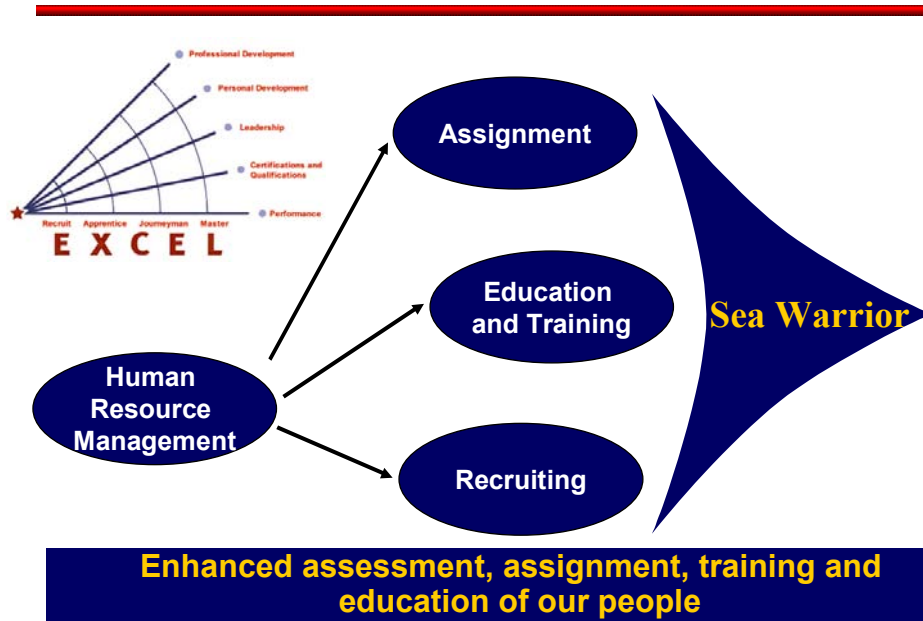 Professional Development
Personal Development
Leadership
Certifications and
Qualifications
Performance
Recruit Apprentice Journeyman Master
E X C E L
Assignment
Education
and Training
Sea Warrior
Human
Resource
Management
Recruiting
Enhanced assessment, assignment, training and
education of our people